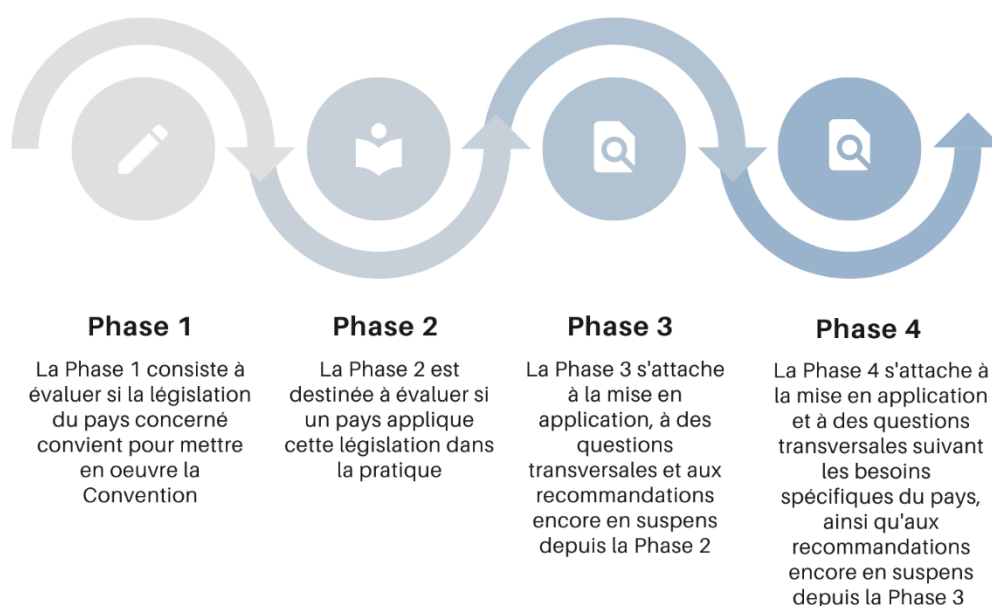 Phase 1
La Phase 1 consiste à
évaluer si la législation
du pays concerné
convient pour mettre
en oeuvre la
Convention
Phase 2
La Phase 2 est
destinée à évaluer si
un pays applique
cette législation dans
la pratique
Phase 3
La Phase 3 s'attache
à la mise en
application, à des
questions
transversales et aux
recommandations
encore en suspens
depuis la Phase 2
Phase 4
La Phase 4 s'attache à
la mise en application
et à des questions
transversales suivant
les besoins
spécifiques du pays,
ainsi qu'aux
recommandations
encore en suspens
depuis la Phase 3